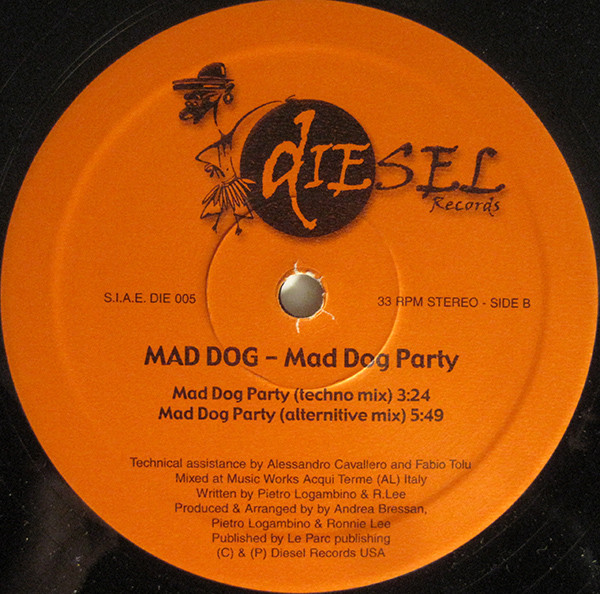 dIESEL
Records
S.I.A.E. DIE 005
33 RPM STEREO - SIDE B
MAD DOG – Mad Dog Party
Mad Dog Party (techno mix) 3:24
Mad Dog Party (alternitive mix) 5:49
Technical assistance by Alessandro Cavallero and Fabio Tolu
Mixed at Music Works Acqui Terme (AL) Italy
Written by Pietro Logambino & R.Lee
Produced & Arranged by by Andrea Bressan,
Pietro Logambino & Ronnie Lee
Published by Le Parc publishing
(C) & (P) Diesel Records USA